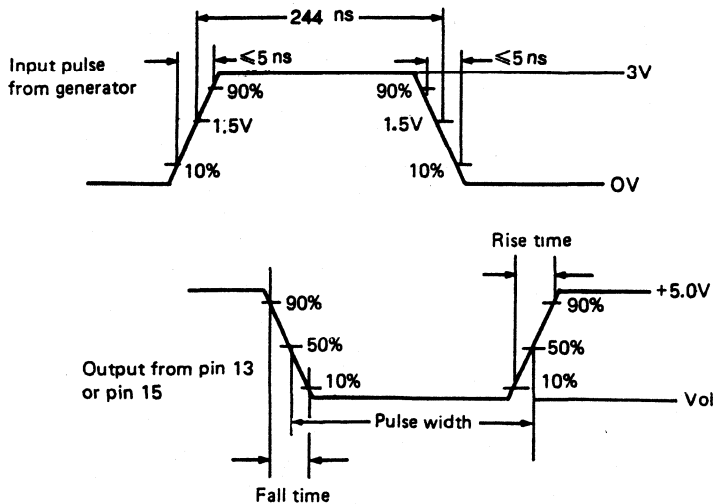 244 ns
≤5 ns
≤5 ns
Input pulse
from generator
3V
90%
90%
1.5V
1.5V
10%
10%
0V
Rise time
+5.0V
90%
90%
50%
50%
Output from pin 13
or pin 15
10%
10%
Vol
Pulse width
Fall time